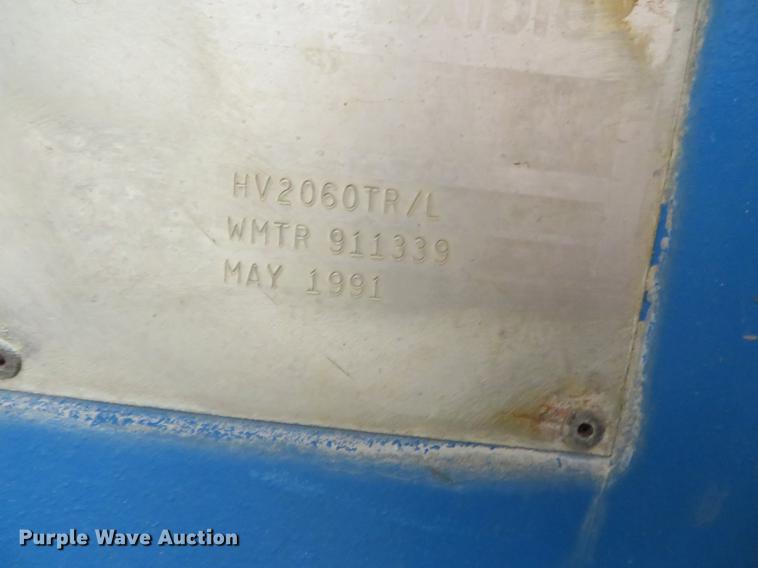 HV2060TR/L
WMTR 911339
MAY 1991
Purple Wave Auction